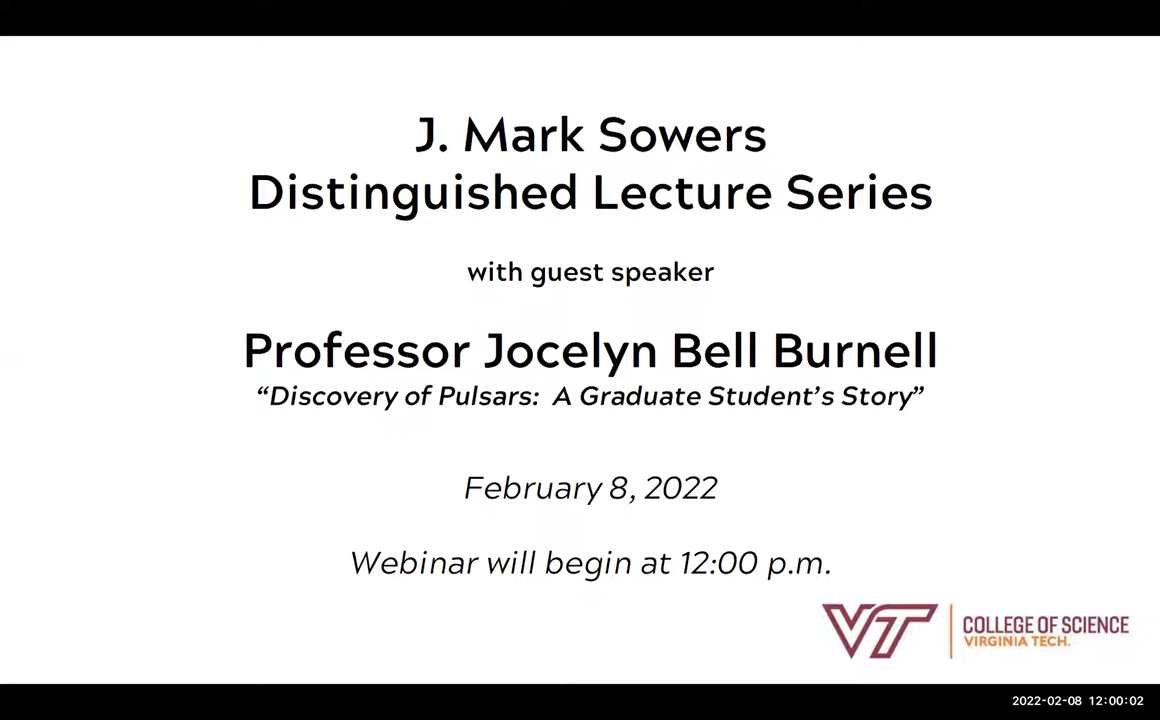 J. Mark Sowers
Distinguished Lecture Series
with guest speaker
Professor Jocelyn Bell Burnell
“Discovery of Pulsars:  A Graduate Student’s Story”
February 8, 2022
Webinar will begin at 12:00 p.m.
VT
COLLEGE OF SCIENCE
VIRGINIA TECH.
2022-02-08 12:00:02